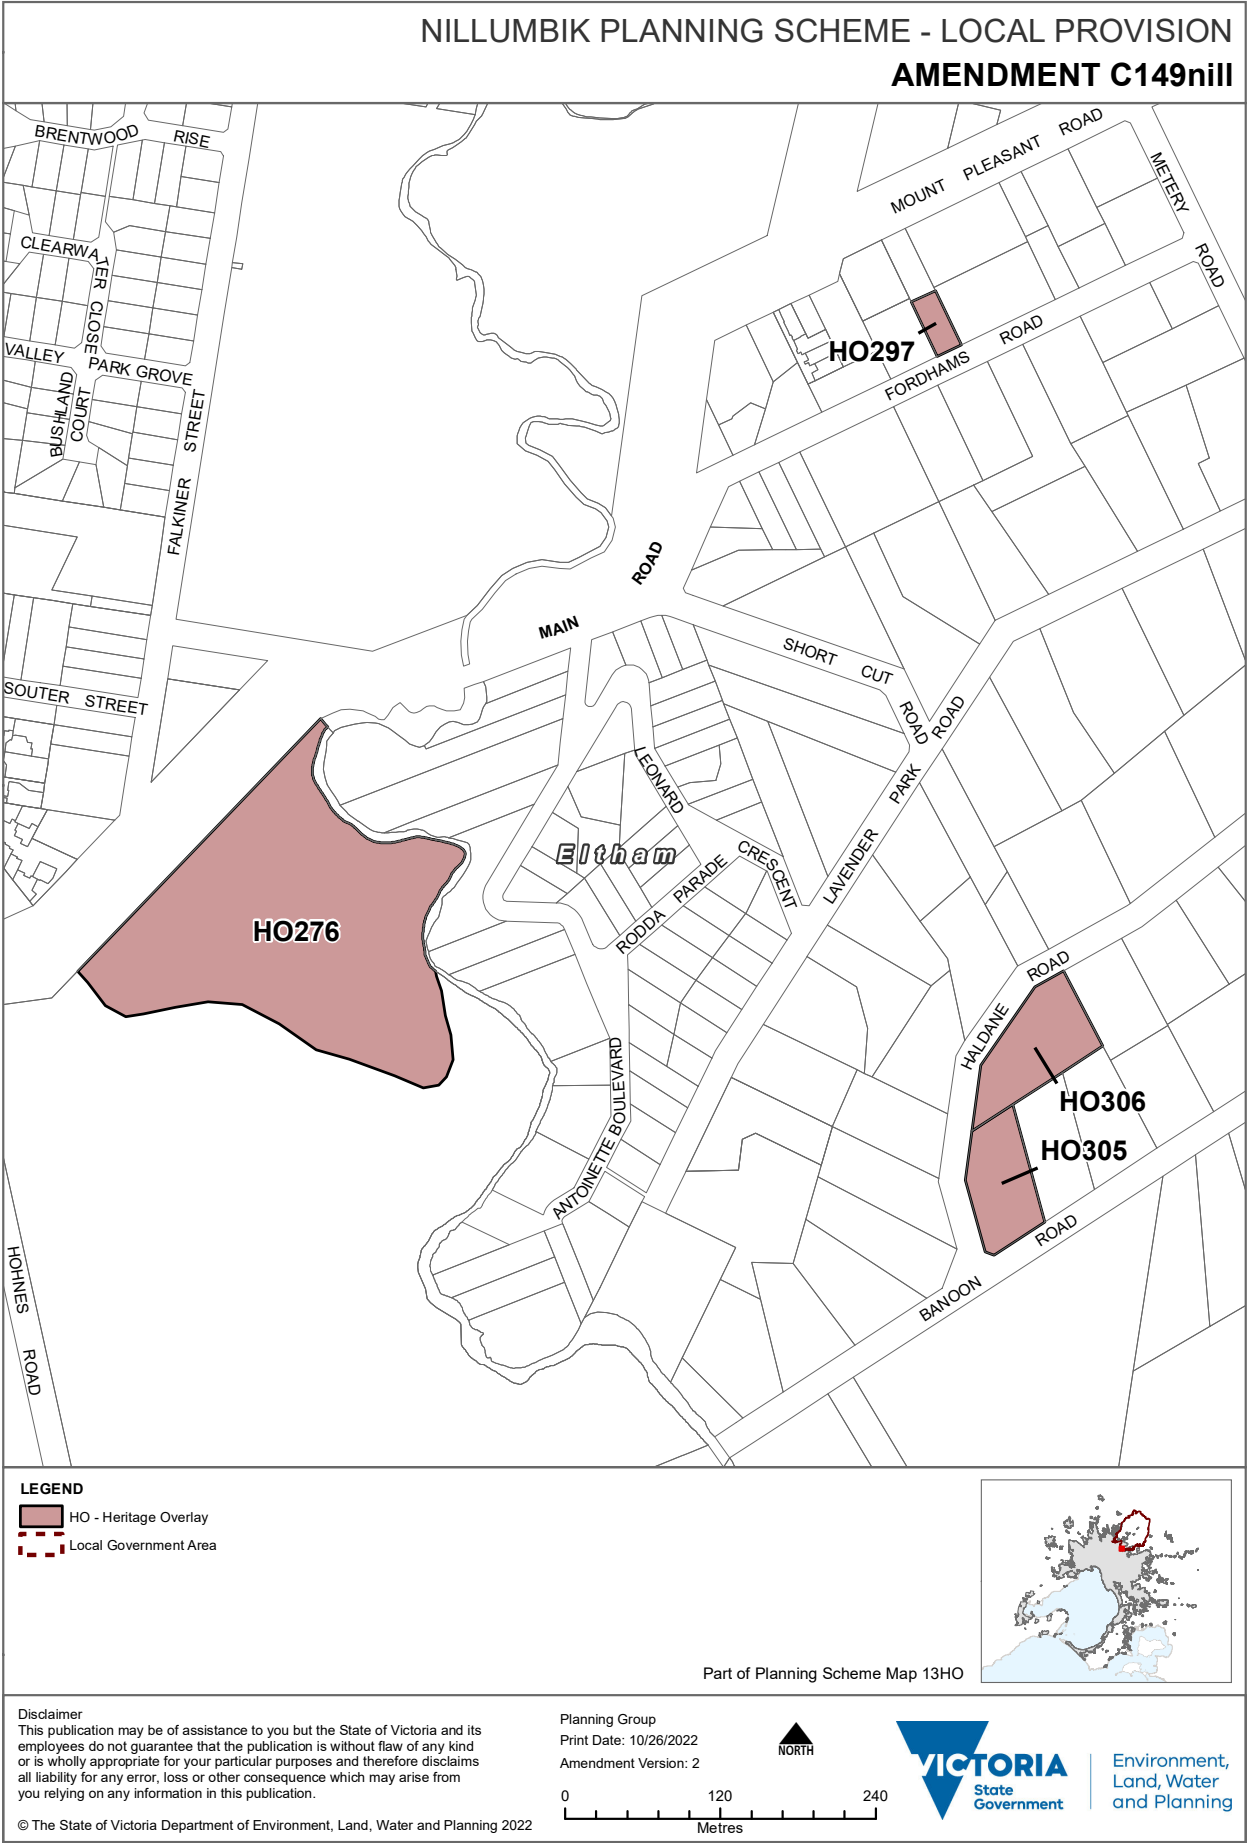 NILLUMBIK PLANNING SCHEME - LOCAL PROVISION
AMENDMENT C149nill
BRENTWOOD RISE
CLEARWATER CLOSE
VALLEY
PARK GROVE
BUSHLAND
COURT
FALKINER STREET
SOUTER STREET
MOUNT PLEASANT ROAD
METERY ROAD
HO297
FORDHAMS ROAD
MAIN ROAD
SHORT CUT ROAD
LAVENDER PARK ROAD
LEONARD CRESCENT
Eltham
RODDA PARADE
HO276
HALDANE ROAD
ANTOINETTE BOULEVARD
HO306
HO305
BANOON ROAD
HOHNES ROAD
LEGEND
HO - Heritage Overlay
Local Government Area
Part of Planning Scheme Map 13HO
Disclaimer
This publication may be of assistance to you but the State of Victoria and its
employees do not guarantee that the publication is without flaw of any kind
or is wholly appropriate for your particular purposes and therefore disclaims
all liability for any error, loss or other consequence which may arise from
you relying on any information in this publication.
© The State of Victoria Department of Environment, Land, Water and Planning 2022
Planning Group
Print Date: 10/26/2022
Amendment Version: 2
0 120 240
Metres
NORTH
VICTORIA
State
Government
Environment,
Land, Water
and Planning